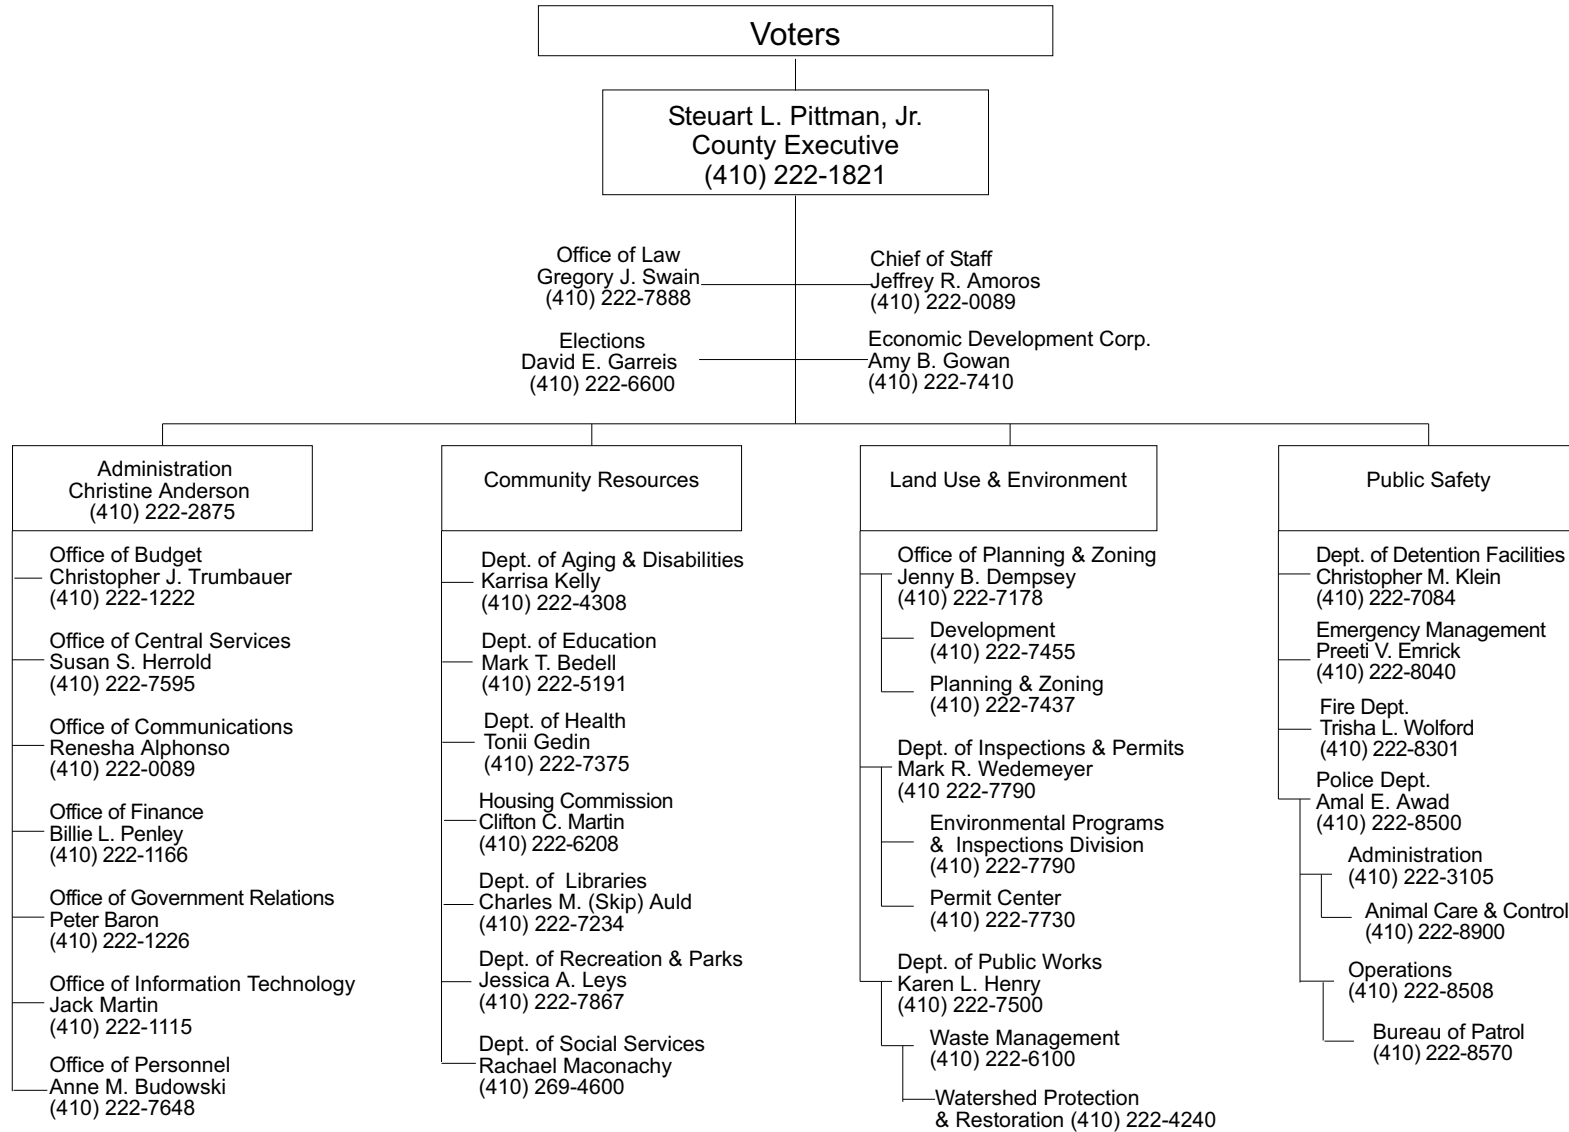 Voters
Steuart L. Pittman, Jr.
County Executive
(410) 222-1821
Office of Law
Gregory J. Swain
(410) 222-7888
Chief of Staff
Jeffrey R. Amoros
(410) 222-0089
Elections
David E. Garreis
(410) 222-6600
Economic Development Corp.
Amy B. Gowan
(410) 222-7410
Administration
Christine Anderson
(410) 222-2875
Office of Budget
Christopher J. Trumbauer
(410) 222-1222
Office of Central Services
Susan S. Herrold
(410) 222-7595
Office of Communications
Renesha Alphonso
(410) 222-0089
Office of Finance
Billie L. Penley
(410) 222-1166
Office of Government Relations
Peter Baron
(410) 222-1226
Office of Information Technology
Jack Martin
(410) 222-1115
Office of Personnel
Anne M. Budowski
(410) 222-7648
Community Resources
Dept. of Aging & Disabilities
Karrisa Kelly
(410) 222-4308
Dept. of Education
Mark T. Bedell
(410) 222-5191
Dept. of Health
Tonii Gedin
(410) 222-7375
Housing Commission
Clifton C. Martin
(410) 222-6208
Dept. of Libraries
Charles M. (Skip) Auld
(410) 222-7234
Dept. of Recreation & Parks
Jessica A. Leys
(410) 222-7867
Dept. of Social Services
Rachael Maconachy
(410) 269-4600
Land Use & Environment
Office of Planning & Zoning
Jenny B. Dempsey
(410) 222-7178
Development
(410) 222-7455
Planning & Zoning
(410) 222-7437
Dept. of Inspections & Permits
Mark R. Wedemeyer
(410 222-7790
Environmental Programs
& Inspections Division
(410) 222-7790
Permit Center
(410) 222-7730
Dept. of Public Works
Karen L. Henry
(410) 222-7500
Waste Management
(410) 222-6100
Watershed Protection
& Restoration (410) 222-4240
Public Safety
Dept. of Detention Facilities
Christopher M. Klein
(410) 222-7084
Emergency Management
Preeti V. Emrick
(410) 222-8040
Fire Dept.
Trisha L. Wolford
(410) 222-8301
Police Dept.
Amal E. Awad
(410) 222-8500
Administration
(410) 222-3105
Animal Care & Control
(410) 222-8900
Operations
(410) 222-8508
Bureau of Patrol
(410) 222-8570